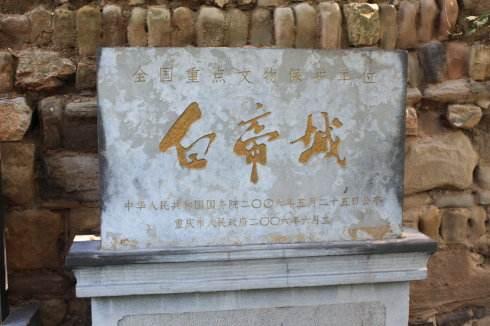 全国重点文物保护单位
白帝城
中华人民共和国国务院二〇〇六年五月二十五日公布
重庆市人民政府二〇〇六年六月立